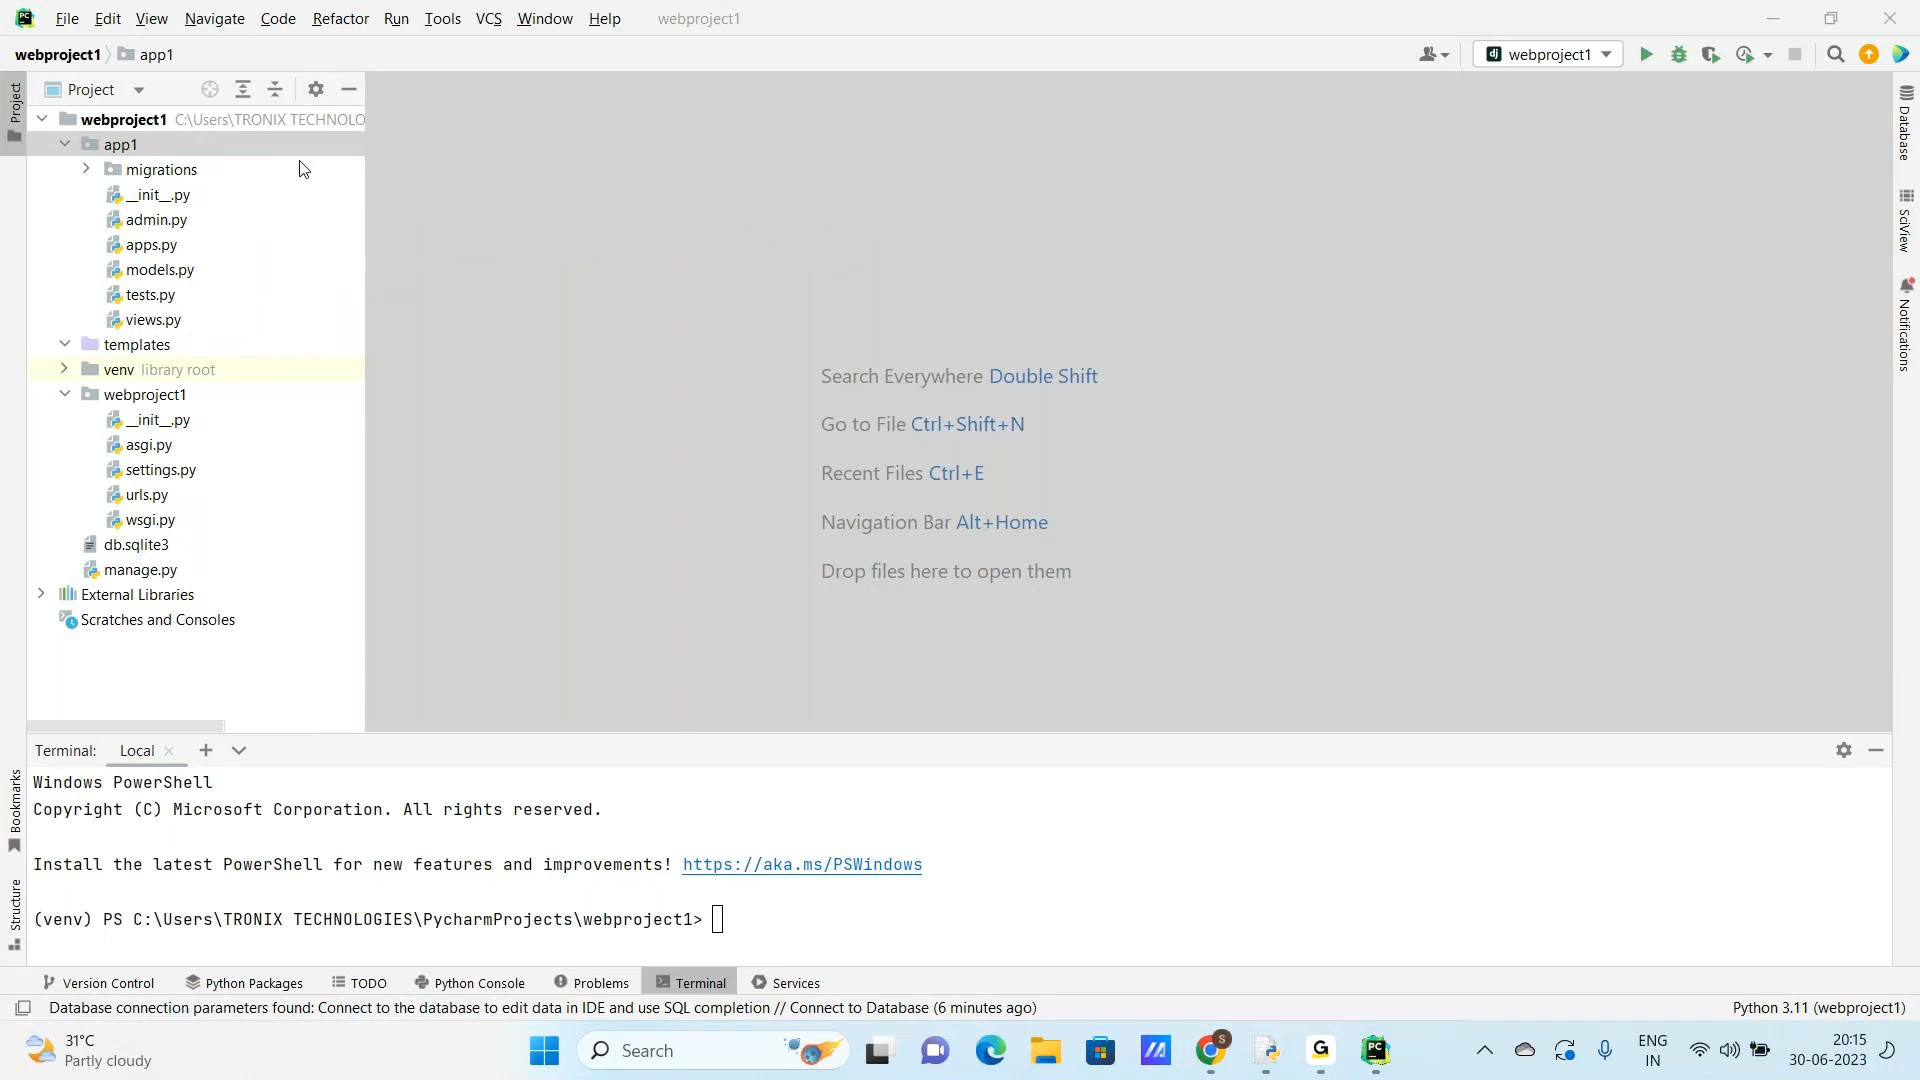 File Edit View Navigate Code Refactor Run Tools VCS Window Help webproject1
webproject1 app1
webproject1
Project
webproject1 C:\Users\TRONIX TECHNOLO
app1
migrations
__init__.py
admin.py
apps.py
models.py
tests.py
views.py
templates
venv library root
webproject1
__init__.py
asgi.py
settings.py
urls.py
wsgi.py
db.sqlite3
manage.py
External Libraries
Scratches and Consoles
Project
Bookmarks
Structure
Search Everywhere Double Shift
Go to File Ctrl+Shift+N
Recent Files Ctrl+E
Navigation Bar Alt+Home
Drop files here to open them
Database
SciView
Notifications
Terminal: Local
Windows PowerShell
Copyright (C) Microsoft Corporation. All rights reserved.
Install the latest PowerShell for new features and improvements! https://aka.ms/PSWindows
(venv) PS C:\Users\TRONIX TECHNOLOGIES\PycharmProjects\webproject1>
Version Control Python Packages TODO Python Console Problems Terminal Services
Database connection parameters found: Connect to the database to edit data in IDE and use SQL completion // Connect to Database (6 minutes ago)
Python 3.11 (webproject1)
31°C
Partly cloudy
Search
ENG
IN
20:15
30-06-2023